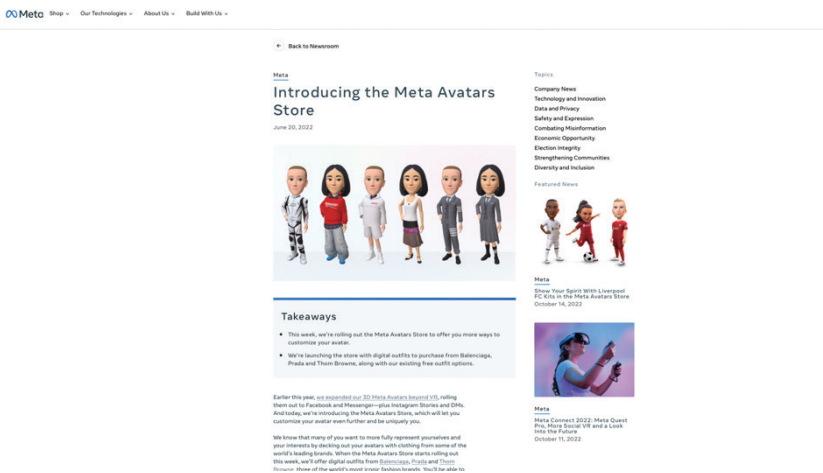 Meta Shop Our Technologies About Us Build With Us
Back to Newsroom
Meta
Introducing the Meta Avatars
Store
June 20, 2022
Takeaways
This week, we're rolling out the Meta Avatars Store to offer you more ways to
customize your avatar.
We're launching the store with digital outfits to purchase from Balenciaga,
Prada and Thom Browne, along with our existing free outfit options.
Earlier this year, we expanded our 3D Meta Avatars beyond VR, rolling
them out to Facebook and Messenger—plus Instagram Stories and DMs.
And today, we're introducing the Meta Avatars Store, which will let you
customize your avatar even further and be uniquely you.
We know that many of you want to more fully represent yourselves and
your interests by decking out your avatars with clothing from some of the
world's leading brands. When the Meta Avatars Store starts rolling out
this week, we'll offer digital outfits from Balenciaga, Prada and Thom
Browne, three of the world's most iconic fashion brands. You'll be able to
Topics
Company News
Technology and Innovation
Data and Privacy
Safety and Expression
Combating Misinformation
Economic Opportunity
Election Integrity
Strengthening Communities
Diversity and Inclusion
Featured News
Meta
Show Your Spirit With Liverpool
FC Kits in the Meta Avatars Store
October 14, 2022
Meta
Meta Connect 2022: Meta Quest
Pro, More Social VR and a Look
Into the Future
October 11, 2022